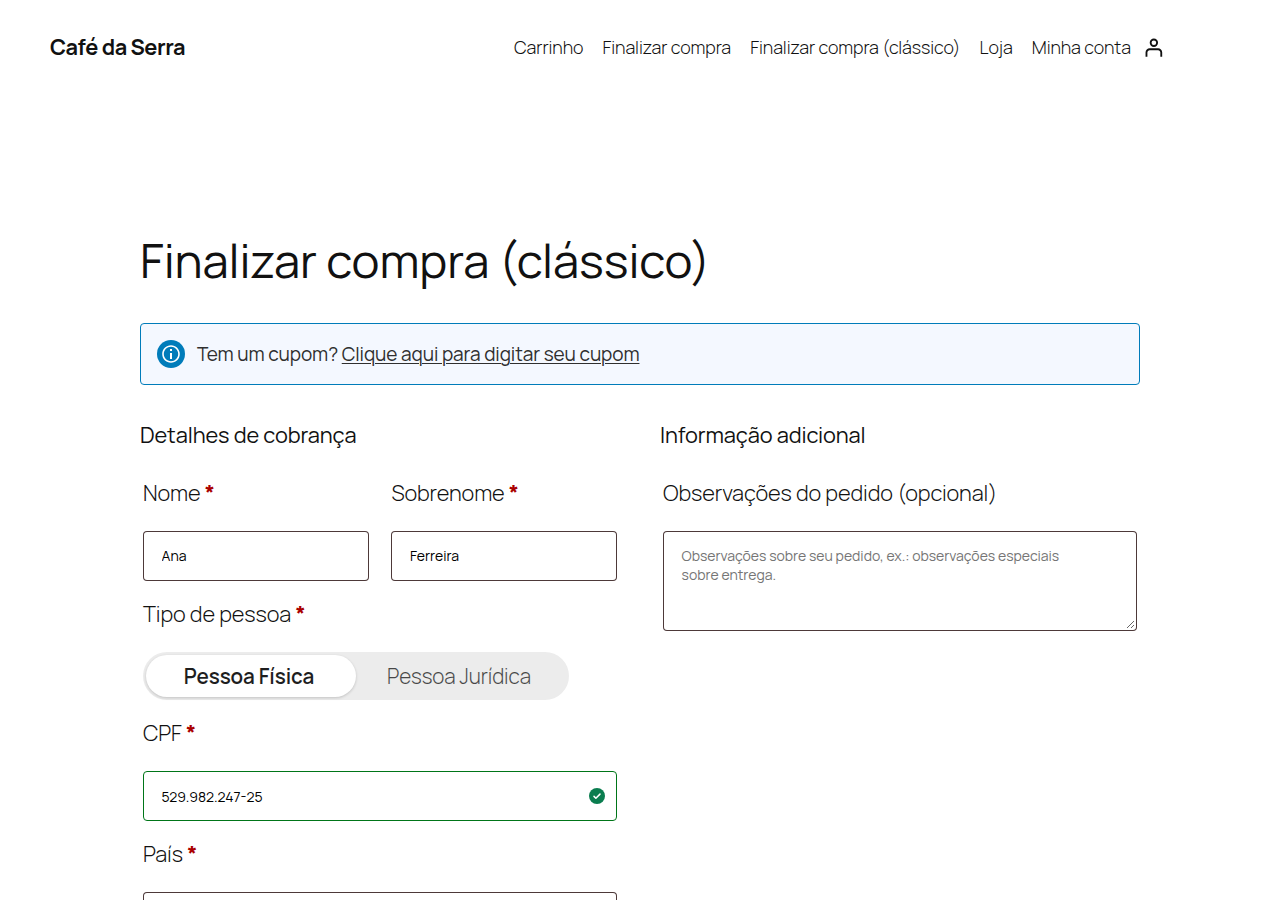 Café da Serra
Carrinho Finalizar compra Finalizar compra (clássico) Loja Minha conta
Finalizar compra (clássico)
Tem um cupom? Clique aqui para digitar seu cupom
Detalhes de cobrança
Nome *
Sobrenome *
Ana
Ferreira
Tipo de pessoa *
Pessoa Física
Pessoa Jurídica
CPF *
529.982.247-25
País *
Informação adicional
Observações do pedido (opcional)
Observações sobre seu pedido, ex.: observações especiais
sobre entrega.